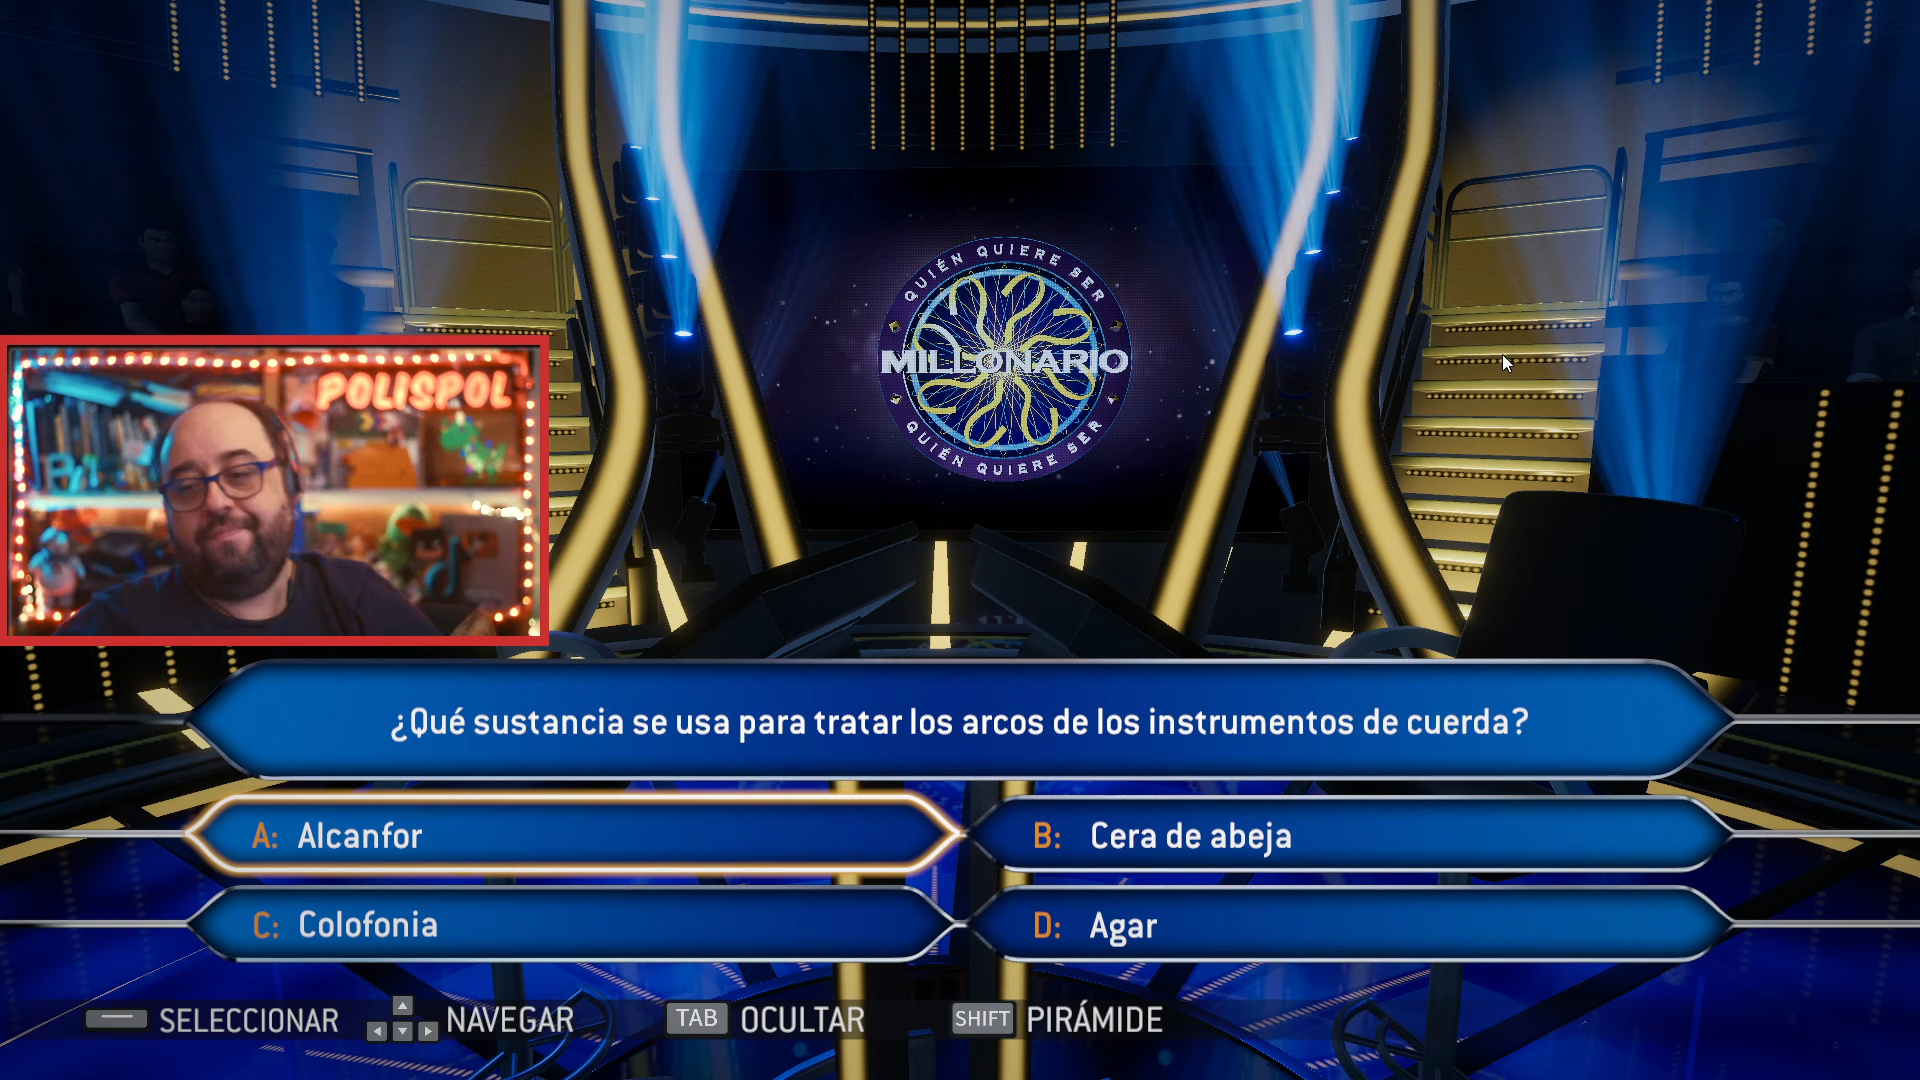 QUIÉN QUIERE SER
MILLONARIO
QUIÉN QUIERE SER
POLISPOL
¿Qué sustancia se usa para tratar los arcos de los instrumentos de cuerda?
A: Alcanfor
B: Cera de abeja
C: Colofonia
D: Agar
SELECCIONAR NAVEGAR TAB OCULTAR SHIFT PIRÁMIDE